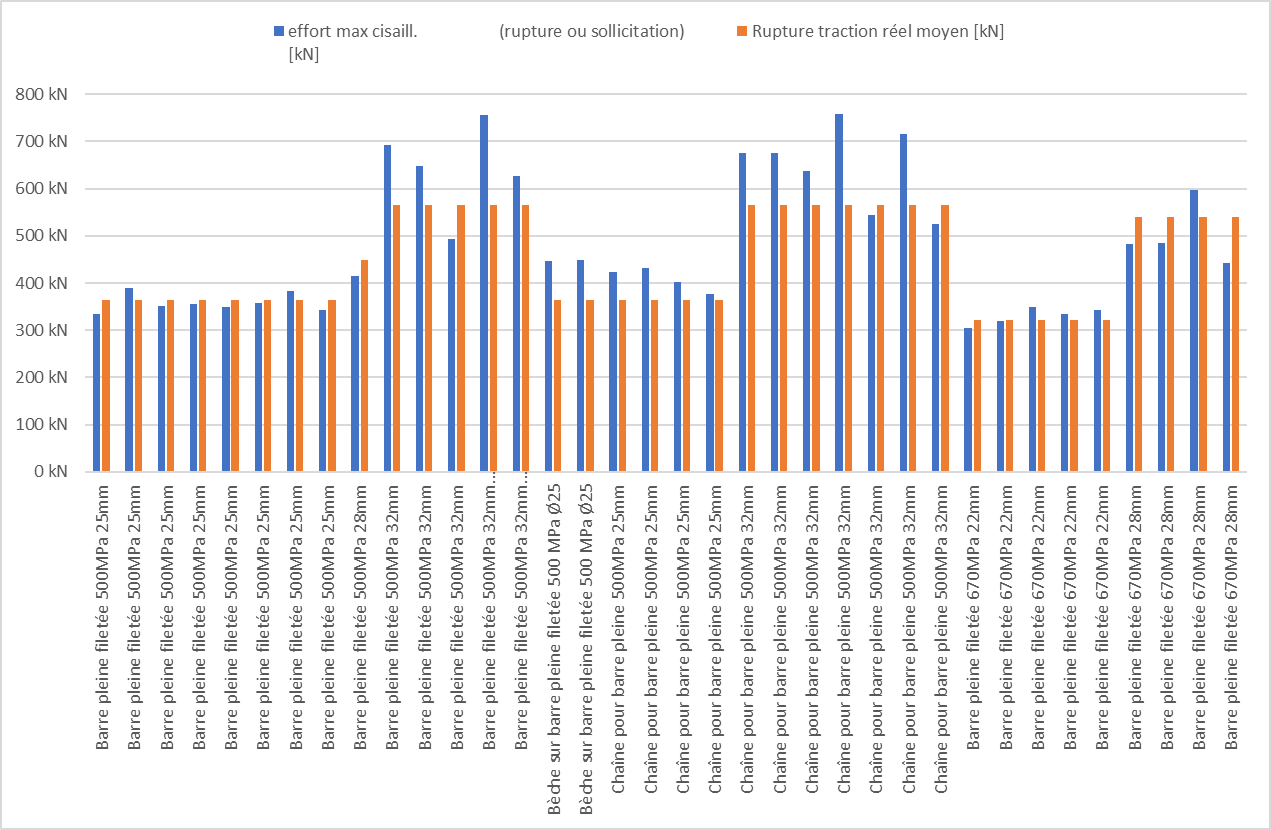 effort max cisaill. (rupture ou sollicitation)
[kN]
Rupture traction réel moyen [kN]
800 kN
700 kN
600 kN
500 kN
400 kN
300 kN
200 kN
100 kN
0 kN
Barre pleine filetée 500MPa 25mm
Barre pleine filetée 500MPa 25mm
Barre pleine filetée 500MPa 25mm
Barre pleine filetée 500MPa 25mm
Barre pleine filetée 500MPa 25mm
Barre pleine filetée 500MPa 25mm
Barre pleine filetée 500MPa 25mm
Barre pleine filetée 500MPa 25mm
Barre pleine filetée 500MPa 28mm
Barre pleine filetée 500MPa 32mm
Barre pleine filetée 500MPa 32mm
Barre pleine filetée 500MPa 32mm
Barre pleine filetée 500MPa 32mm...
Barre pleine filetée 500MPa 32mm...
Bèche sur barre pleine filetée 500 MPa Ø25
Bèche sur barre pleine filetée 500 MPa Ø25
Chaîne pour barre pleine 500MPa 25mm
Chaîne pour barre pleine 500MPa 25mm
Chaîne pour barre pleine 500MPa 25mm
Chaîne pour barre pleine 500MPa 25mm
Chaîne pour barre pleine 500MPa 32mm
Chaîne pour barre pleine 500MPa 32mm
Chaîne pour barre pleine 500MPa 32mm
Chaîne pour barre pleine 500MPa 32mm
Chaîne pour barre pleine 500MPa 32mm
Chaîne pour barre pleine 500MPa 32mm
Chaîne pour barre pleine 500MPa 32mm
Barre pleine filetée 670MPa 22mm
Barre pleine filetée 670MPa 22mm
Barre pleine filetée 670MPa 22mm
Barre pleine filetée 670MPa 22mm
Barre pleine filetée 670MPa 22mm
Barre pleine filetée 670MPa 28mm
Barre pleine filetée 670MPa 28mm
Barre pleine filetée 670MPa 28mm
Barre pleine filetée 670MPa 28mm